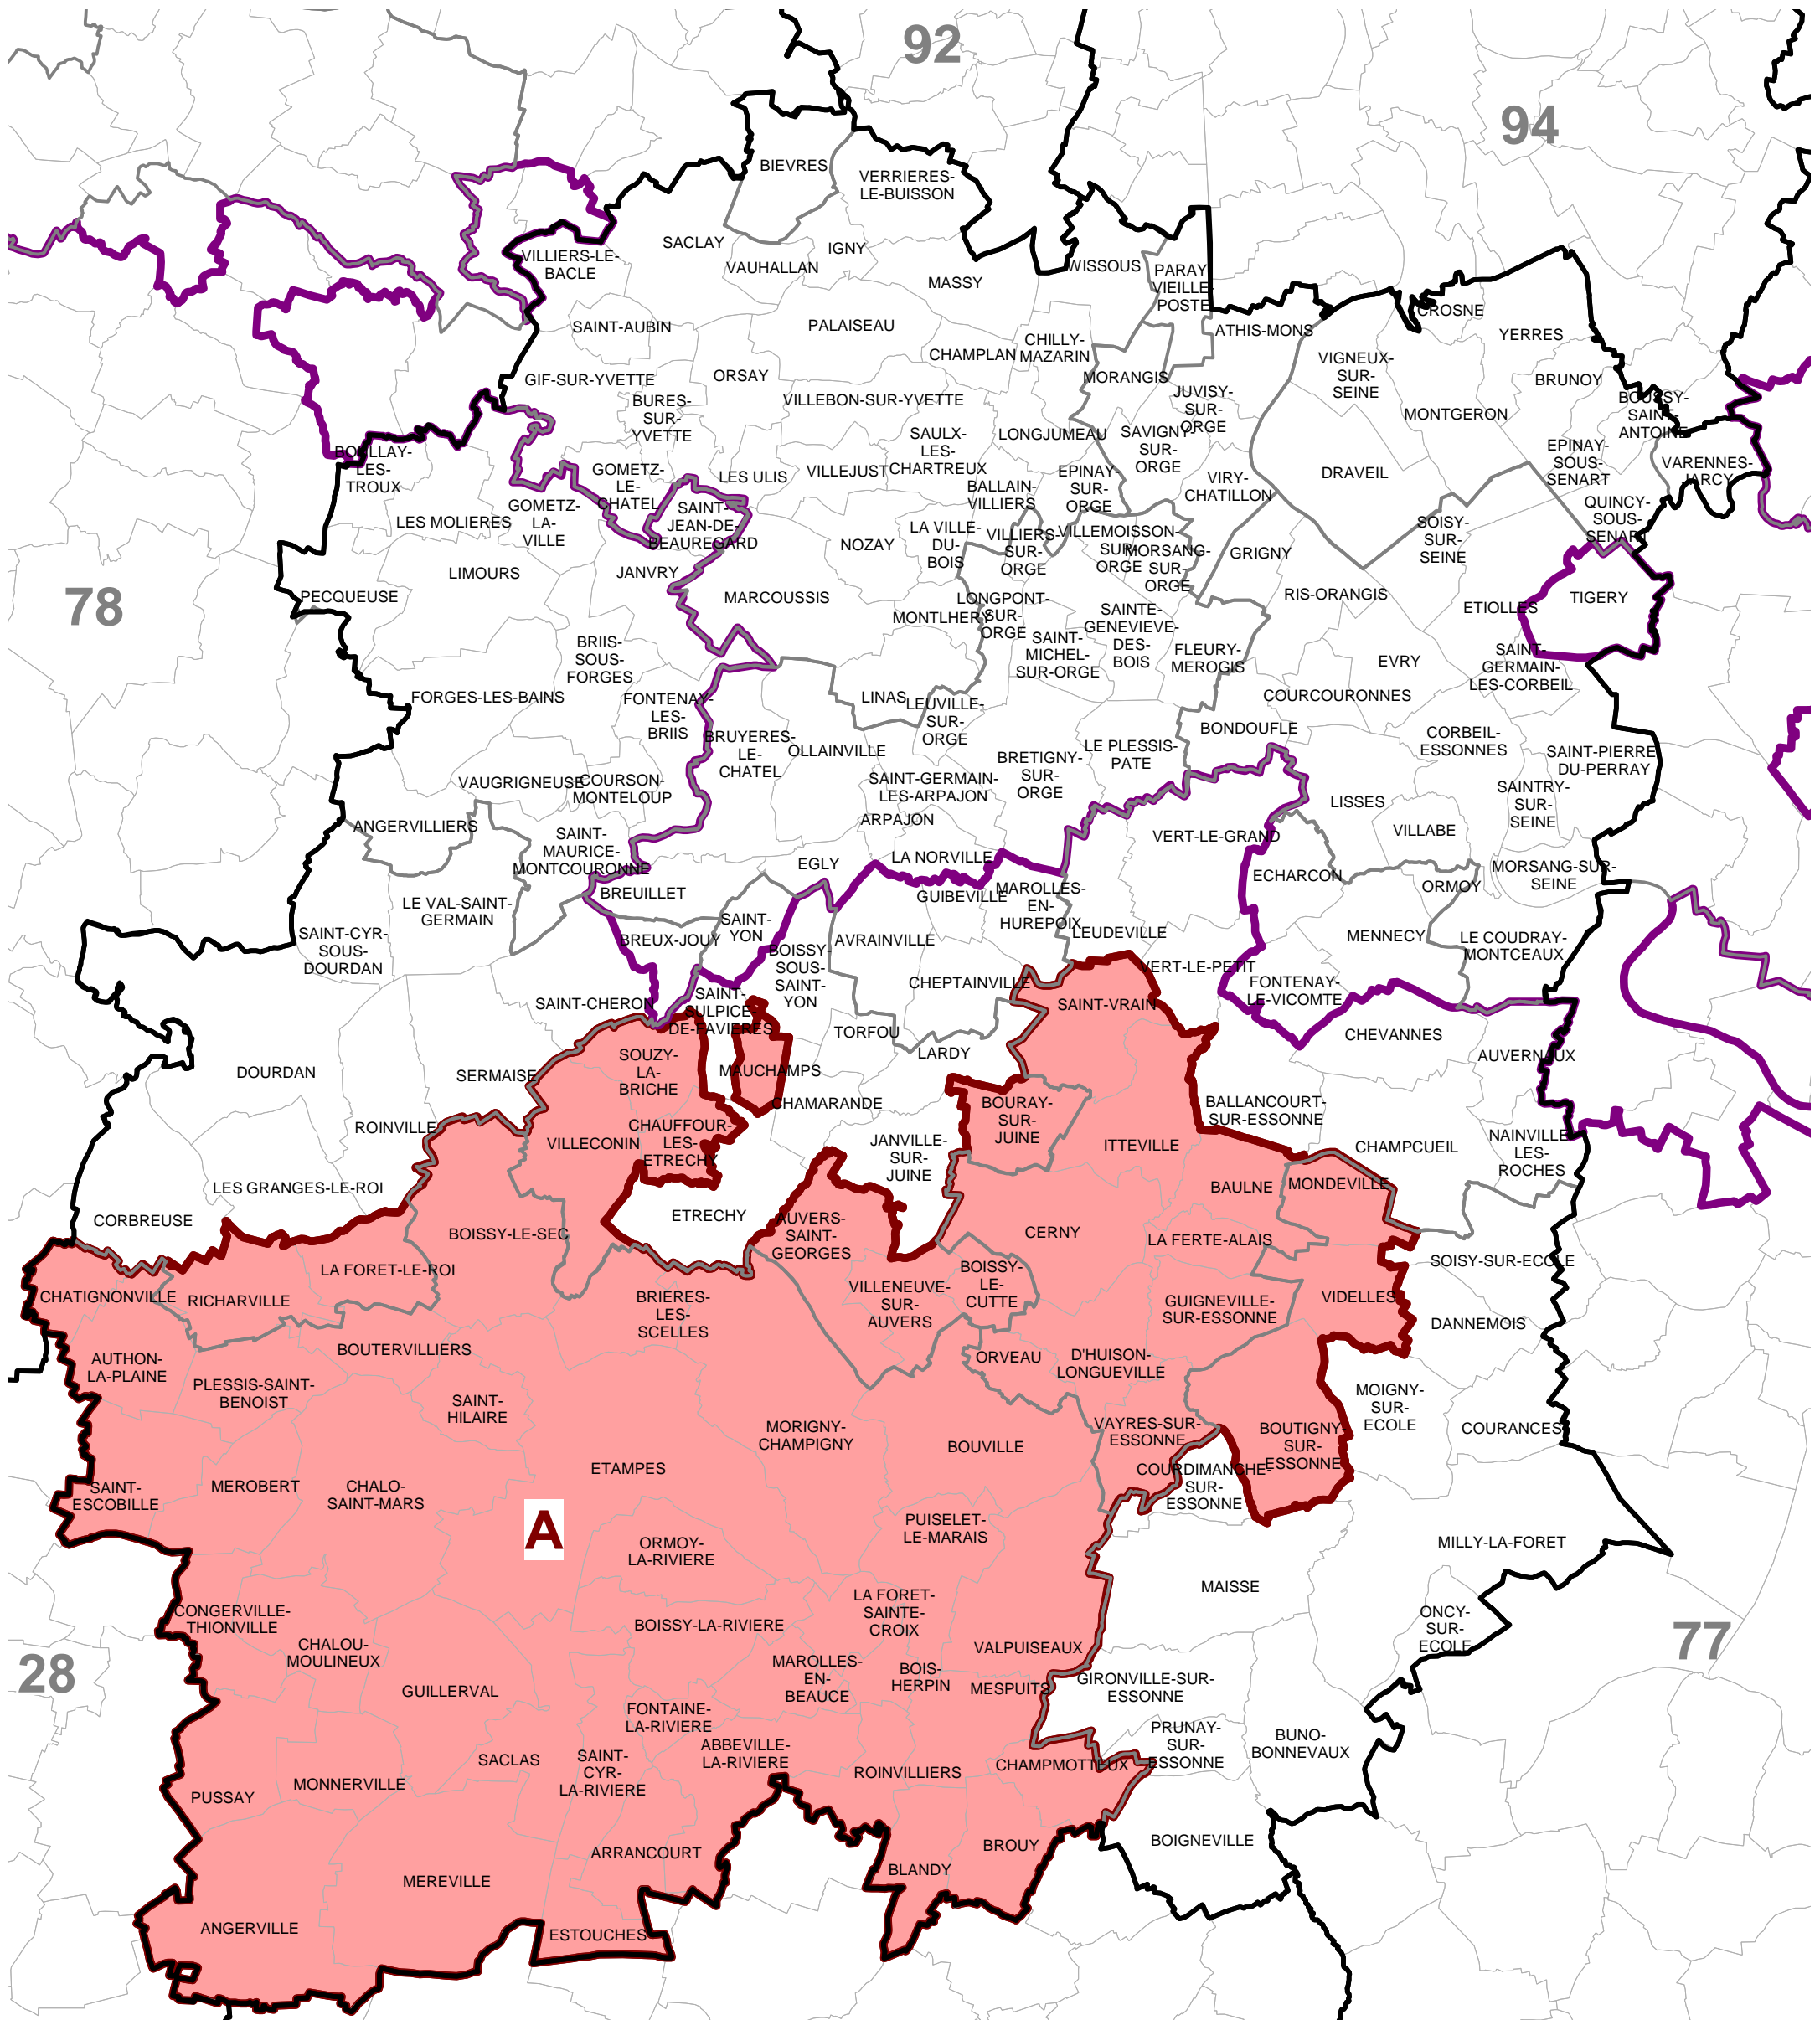 92
94
BIEVRES
VERRIERES-
LE-BUISSON
SACLAY
IGNY
VILLIERS-LE-
BACLE
VAUHALLAN
WISSOUS
PARAY
VIEILLE-
POSTE
MASSY
CROSNE
SAINT-AUBIN
PALAISEAU
ATHIS-MONS
YERRES
CHILLY-
MAZARIN
CHAMPLAN
VIGNEUX-
SUR-
SEINE
GIF-SUR-YVETTE
ORSAY
MORANGIS
BRUNOY
BURES-
SUR-
YVETTE
VILLEBON-SUR-YVETTE
JUVISY-
SUR-
ORGE
MONTGERON
BOUSSY-
SAINT-
ANTOINE
SAULX-
LES-
CHARTREUX
LONGJUMEAU
SAVIGNY-
SUR-
ORGE
EPINAY-
SOUS-
SENART
BOULLAY-
LES-
TROUX
GOMETZ-
LE-
CHATEL
LES ULIS
VILLEJUST
BALLAIN-
VILLIERS
EPINAY-
SUR-
ORGE
VIRY-
CHATILLON
DRAVEIL
VARENNES-
JARCY
LES MOLIERES
GOMETZ-
LA-
VILLE
SAINT-
JEAN-DE-
BEAUREGARD
QUINCY-
SOUS-
SENART
NOZAY
LA VILLE-
DU-
BOIS
VILLIERS-
SUR-
ORGE
VILLEMOISSON-
SUR-
ORGE
MORSANG-
SUR-
ORGE
GRIGNY
SOISY-
SUR-
SEINE
LIMOURS
JANVRY
78
PECQUEUSE
MARCOUSSIS
RIS-ORANGIS
ETIOLLES
TIGERY
MONTLHERY
LONGPONT-
SUR-
ORGE
SAINTE-
GENEVIEVE-
DES-
BOIS
BRIIS-
SOUS-
FORGES
SAINT-
MICHEL-
SUR-ORGE
FLEURY-
MEROGIS
EVRY
SAINT-
GERMAIN-
LES-CORBEIL
FORGES-LES-BAINS
FONTENAY-
LES-
BRIIS
LINAS
LEUVILLE-
SUR-
ORGE
COURCOURONNES
BONDOUFLE
BRUYERES-
LE-
CHATEL
OLLAINVILLE
LE PLESSIS-
PATE
CORBEIL-
ESSONNES
SAINT-PIERRE
DU-PERRAY
VAUGRIGNEUSE
COURSON-
MONTELOUP
SAINT-GERMAIN-
LES-ARPAJON
BRETIGNY-
SUR-
ORGE
LISSES
SAINTRY-
SUR-
SEINE
ANGERVILLIERS
ARPAJON
VILLABE
SAINT-
MAURICE-
MONTCOURONNE
VERT-LE-GRAND
EGLY
LA NORVILLE
ECHARCON
MORSANG-SUR-
SEINE
BREUILLET
GUIBEVILLE
MAROLLES-
EN-
HUREPOIX
ORMOY
LE VAL-SAINT-
GERMAIN
SAINT-CYR-
SOUS-
DOURDAN
BREUX-JOUY
SAINT-
YON
AVRAINVILLE
LEUDEVILLE
MENNECY
LE COUDRAY-
MONTCEAUX
BOISSY-
SOUS-
SAINT-
YON
VERT-LE-PETIT
CHEPTAINVILLE
FONTENAY-
LE-VICOMTE
SAINT-CHERON
SAINT-
SULPICE-
DE-FAVIERES
SAINT-VRAIN
TORFOU
CHEVANNES
LARDY
AUVERNAUX
DOURDAN
SERMAISE
SOUZY-
LA-
BRICHE
MAUCHAMPS
CHAMARANDE
BOURAY-
SUR-
JUINE
BALLANCOURT-
SUR-ESSONNE
ROINVILLE
VILLECONIN
CHAUFFOUR-
LES-
ETRECHY
JANVILLE-
SUR-
JUINE
ITTEVILLE
CHAMPCUEIL
NAINVILLE-
LES-
ROCHES
LES GRANGES-LE-ROI
BAULNE
MONDEVILLE
CORBREUSE
BOISSY-LE-SEC
ETRECHY
AUVERS-
SAINT-
GEORGES
CERNY
LA FERTE-ALAIS
SOISY-SUR-ECOLE
LA FORET-LE-ROI
CHATIGNONVILLE
RICHARVILLE
BRIERES-
LES-
SCELLES
VILLENEUVE-
SUR-
AUVERS
BOISSY-
LE-
CUTTE
GUIGNEVILLE-
SUR-ESSONNE
VIDELLES
DANNEMOIS
BOUTERVILLIERS
AUTHON-
LA-PLAINE
ORVEAU
D'HUISON-
LONGUEVILLE
PLESSIS-SAINT-
BENOIST
SAINT-
HILAIRE
MOIGNY-
SUR-
ECOLE
MORIGNY-
CHAMPIGNY
BOUVILLE
VAYRES-SUR-
ESSONNE
BOUTIGNY
SUR-
ESSONNE
COURANCES
ETAMPES
COURDIMANCHE-
SUR-
ESSONNE
SAINT-
ESCOBILLE
MEROBERT
CHALO-
SAINT-MARS
A
PUISELET-
LE-MARAIS
ORMOY-
LA-RIVIERE
MILLY-LA-FORET
MAISSE
CONGERVILLE-
THIONVILLE
BOISSY-LA-RIVIERE
LA FORET-
SAINTE-
CROIX
ONCY-
SUR-
ECOLE
77
28
CHALOU-
MOULINEUX
VALPUISEAUX
MAROLLES-
EN-
BEAUCE
BOIS-
HERPIN
MESPUITS
GIRONVILLE-SUR-
ESSONNE
GUILLERVAL
FONTAINE-
LA-RIVIERE
PRUNAY-
SUR-
ESSONNE
BUNO-
BONNEVAUX
SACLAS
SAINT-
CYR-
LA-RIVIERE
ABBEVILLE-
LA-RIVIERE
ROINVILLIERS
CHAMPMOTTEUX
PUSSAY
MONNERVILLE
ARRANCOURT
BROUY
BOIGNEVILLE
MEREVILLE
BLANDY
ANGERVILLE
ESTOUCHES